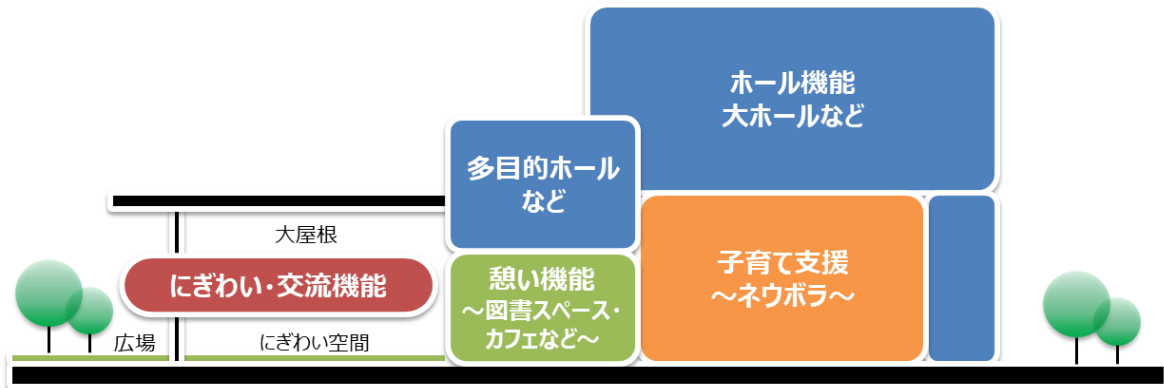 ホール機能
大ホールなど
多目的ホール
など
大屋根
にぎわい・交流機能
憩い機能
～図書スペース・
カフェなど～
子育て支援
～ネウボラ～
広場
にぎわい空間